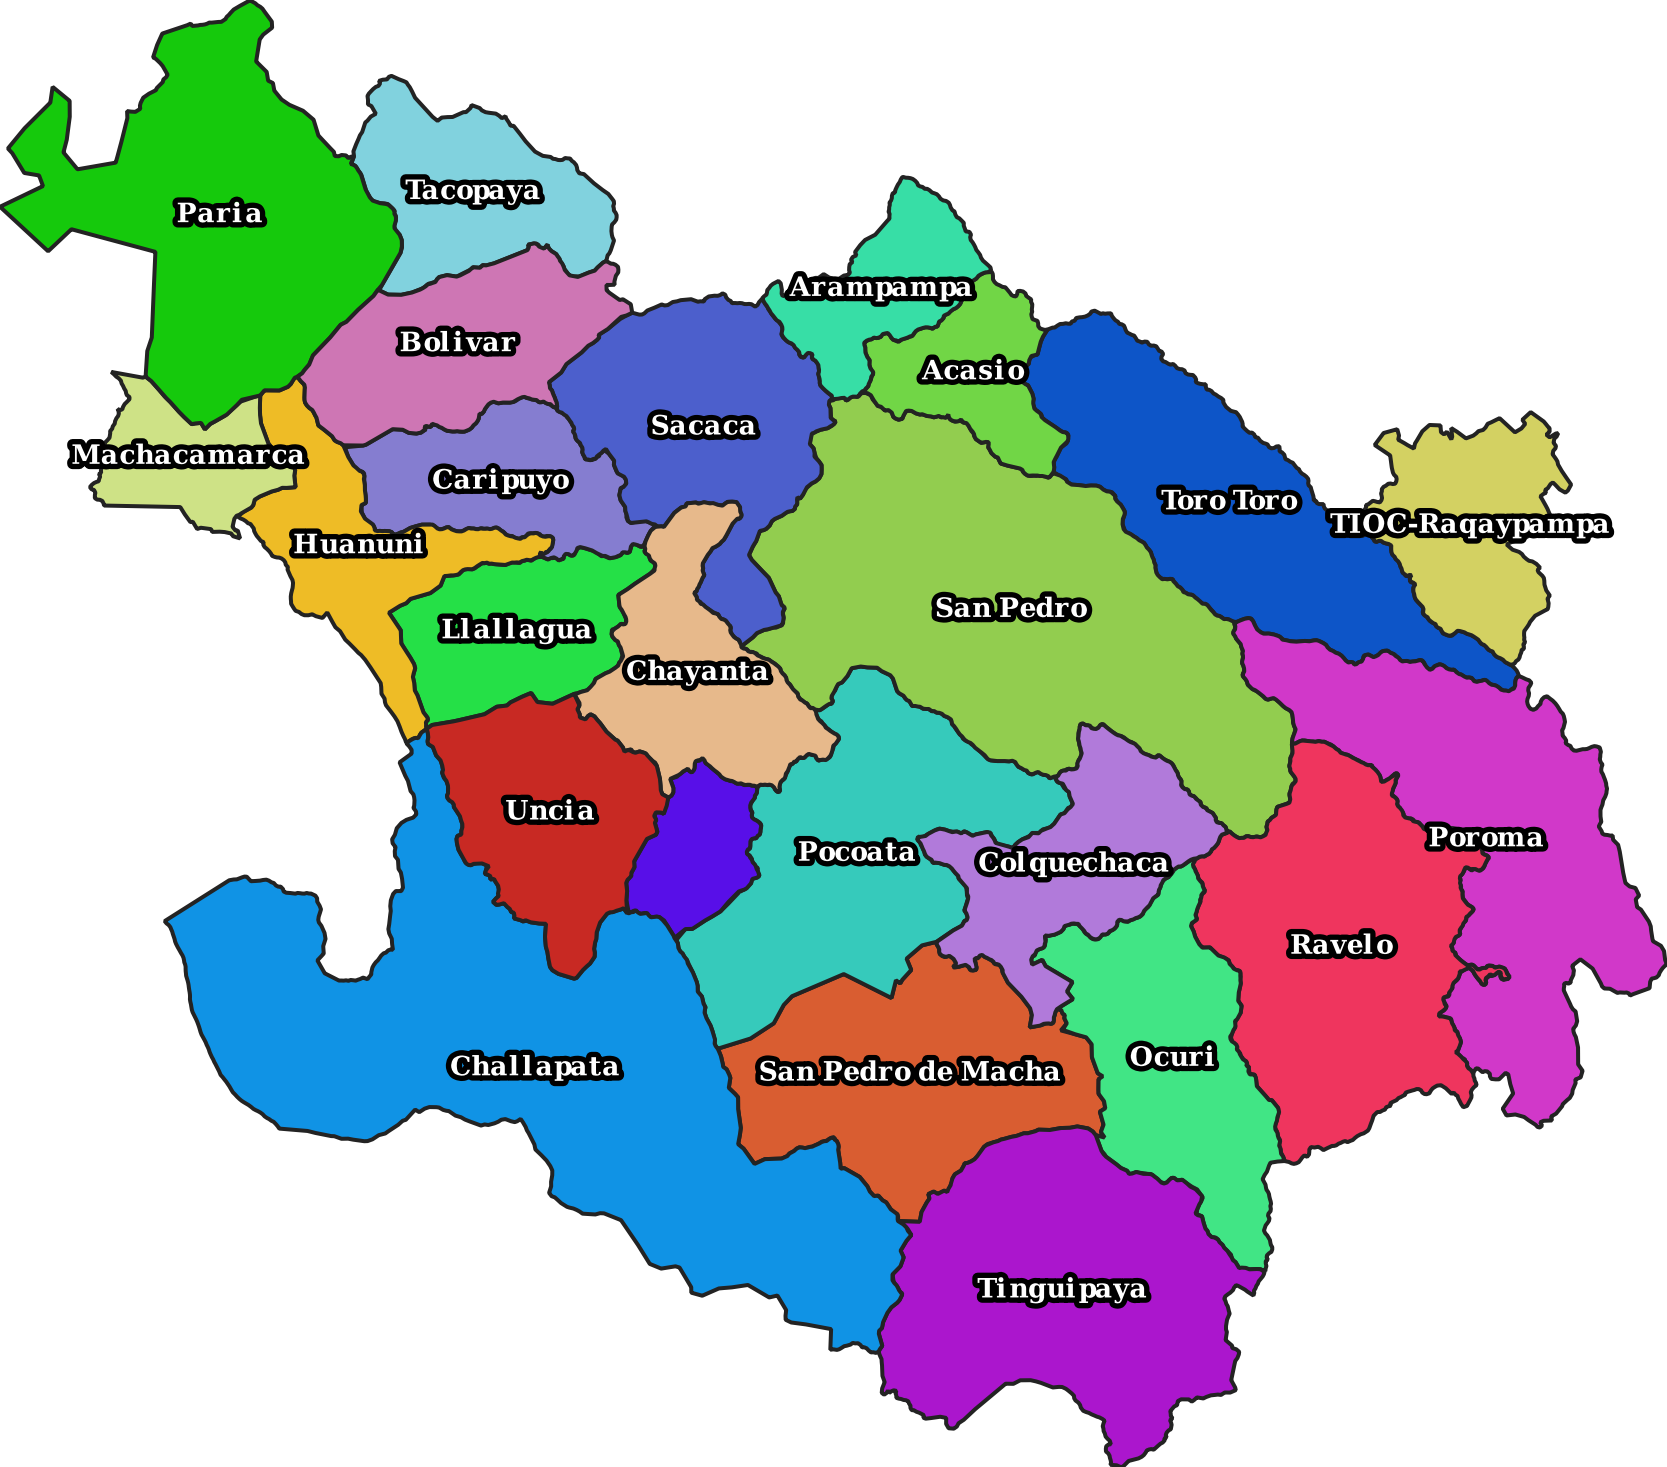 Tacopaya
Paria
Arampampa
Bolivar
Acasio
Sacaca
Machacamarca
Caripuyo
Toro Toro
TIOC-Raqaypampa
Huanuni
San Pedro
Llallagua
Chayanta
Uncia
Poroma
Pocoata
Colquechaca
Ravelo
Ocuri
Challapata
San Pedro de Macha
Tinguipaya